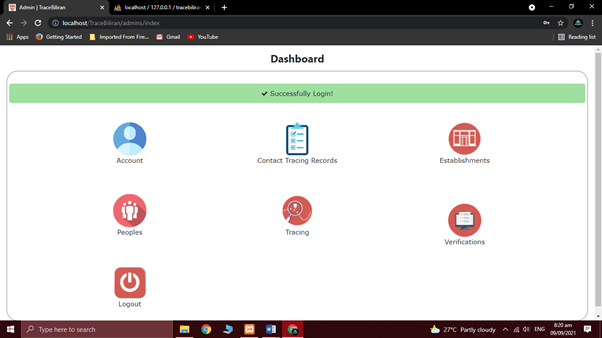 Admin | TraceBiliran
localhost / 127.0.0.1 / tracebiliran
localhost/TraceBiliran/admins/index
Apps
Getting Started
Imported From Fire...
Gmail
YouTube
Reading list
Dashboard
Successfully Login!
Account
Contact Tracing Records
Establishments
Peoples
Tracing
Verifications
Logout
Type here to search
27°C Partly cloudy
ENG
8:20 am
09/09/2021